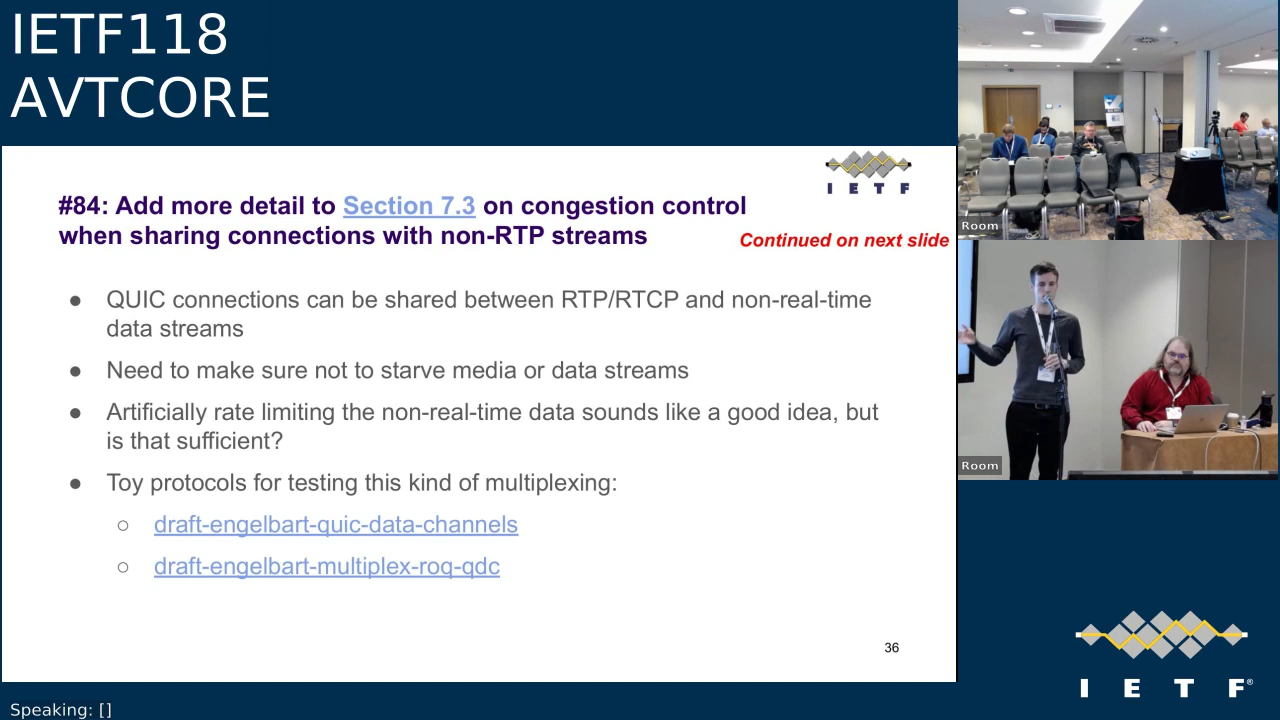 IETF118
AVTCORE
I E T F
#84: Add more detail to Section 7.3 on congestion control
when sharing connections with non-RTP streams
Continued on next slide
● QUIC connections can be shared between RTP/RTCP and non-real-time
data streams
● Need to make sure not to starve media or data streams
● Artificially rate limiting the non-real-time data sounds like a good idea, but
is that sufficient?
● Toy protocols for testing this kind of multiplexing:
○ draft-engelbart-quic-data-channels
○ draft-engelbart-multiplex-roq-qdc
36
Room
Room
I E T F®
Speaking: []